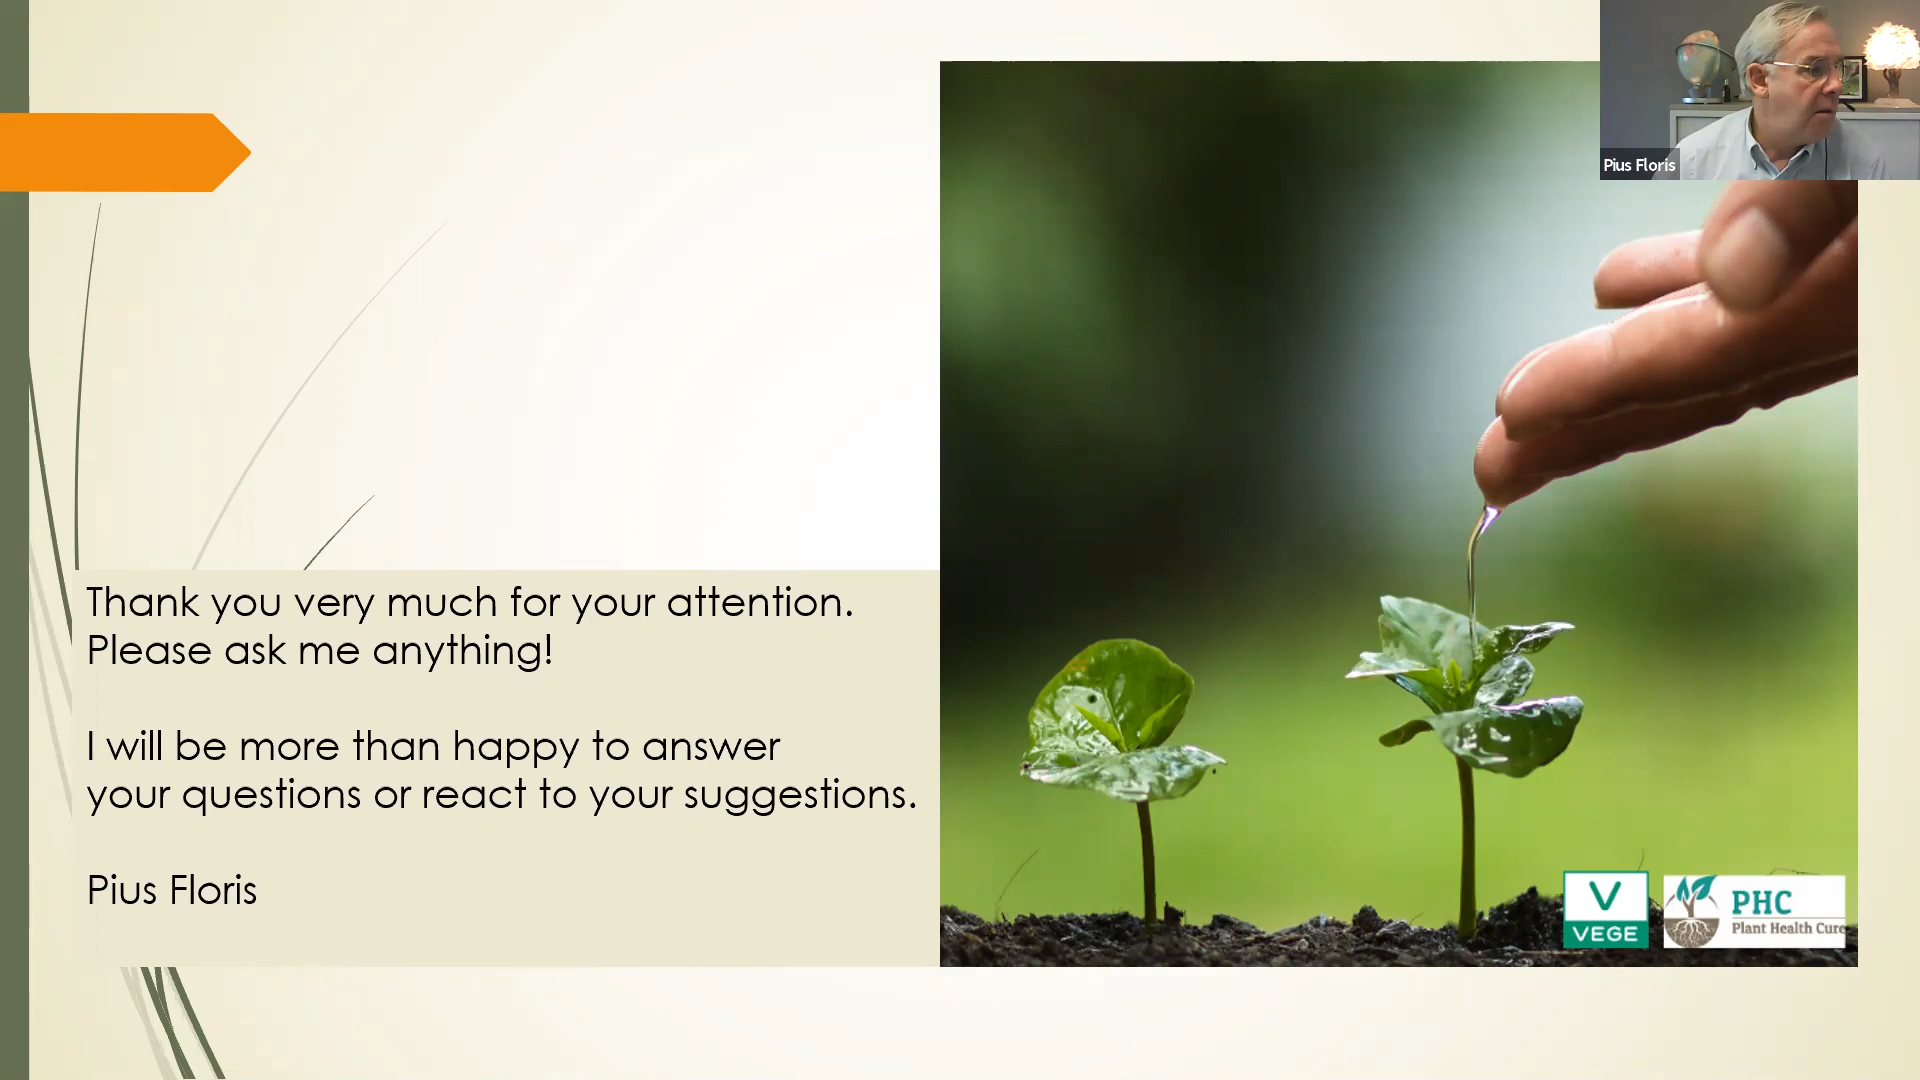 Pius Floris
Thank you very much for your attention.
Please ask me anything!
I will be more than happy to answer
your questions or react to your suggestions.
Pius Floris
V
VEGE
PHC
Plant Health Cure